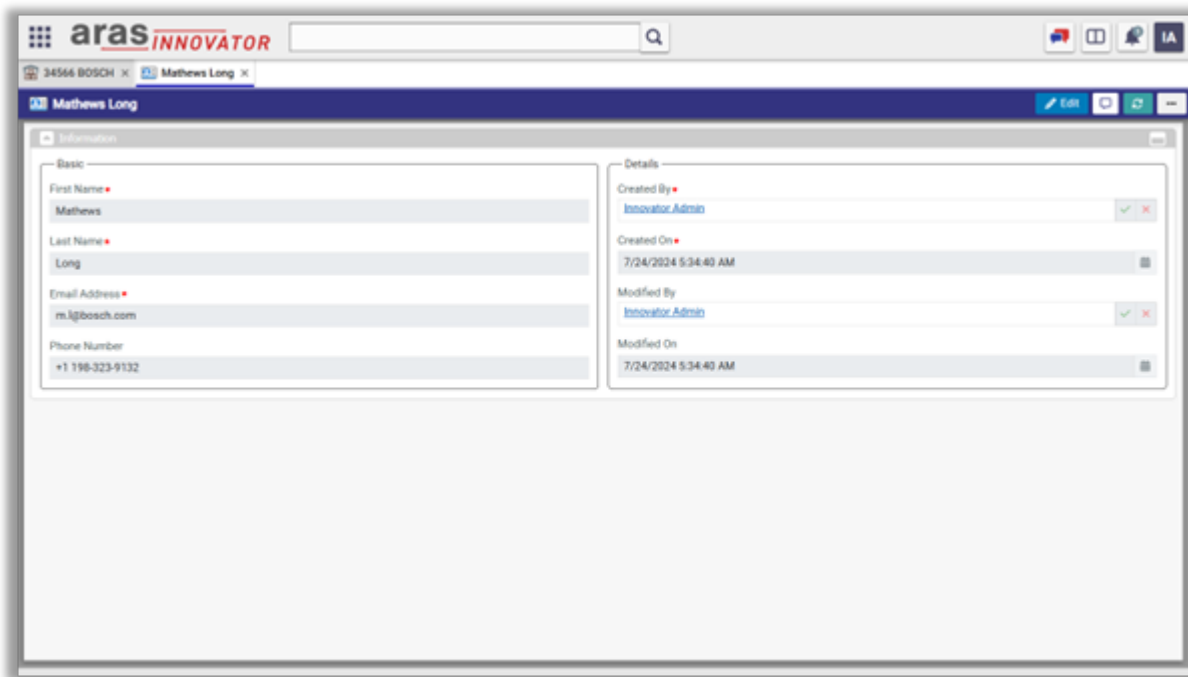 aras INNOVATOR
IA
34566 BOSCH × Mathews Long ×
Mathews Long
Edit
Information
Basic
First Name
Mathews
Last Name
Long
Email Address
m.l@bosch.com
Phone Number
+1 198-323-9132
Details
Created By
Innovator Admin
Created On
7/24/2024 5:34:40 AM
Modified By
Innovator Admin
Modified On
7/24/2024 5:34:40 AM